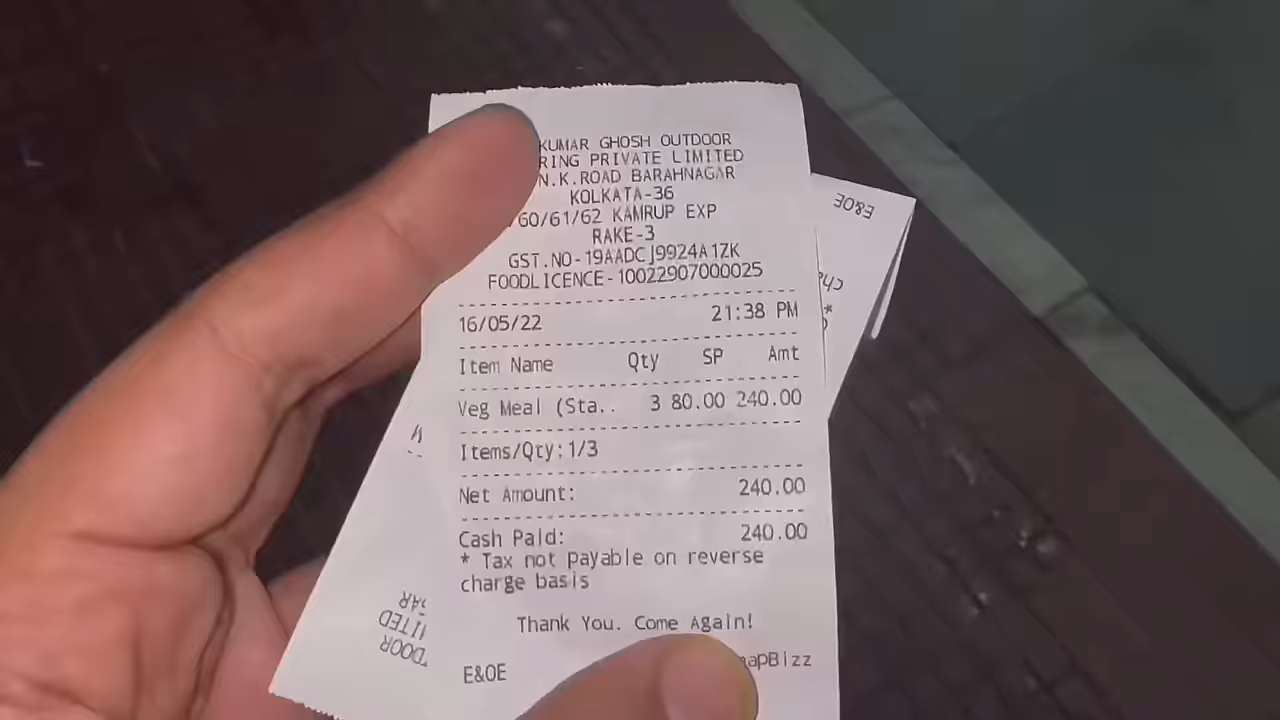 KUMAR GHOSH OUTDOOR
RING PRIVATE LIMITED
N.K.ROAD BARAHNAGAR
KOLKATA-36
/60/61/62 KAMRUP EXP
RAKE-3
GST.NO-19AADCJ9924A1ZK
FOODLICENCE-10022907000025
16/05/22 21:38 PM
Item Name Qty SP Amt
Veg Meal (Sta.. 3 80.00 240.00
Items/Qty:1/3
Net Amount: 240.00
Cash Paid: 240.00
* Tax not payable on reverse
charge basis
Thank You. Come Again!
E&OE apBizz
E&OE